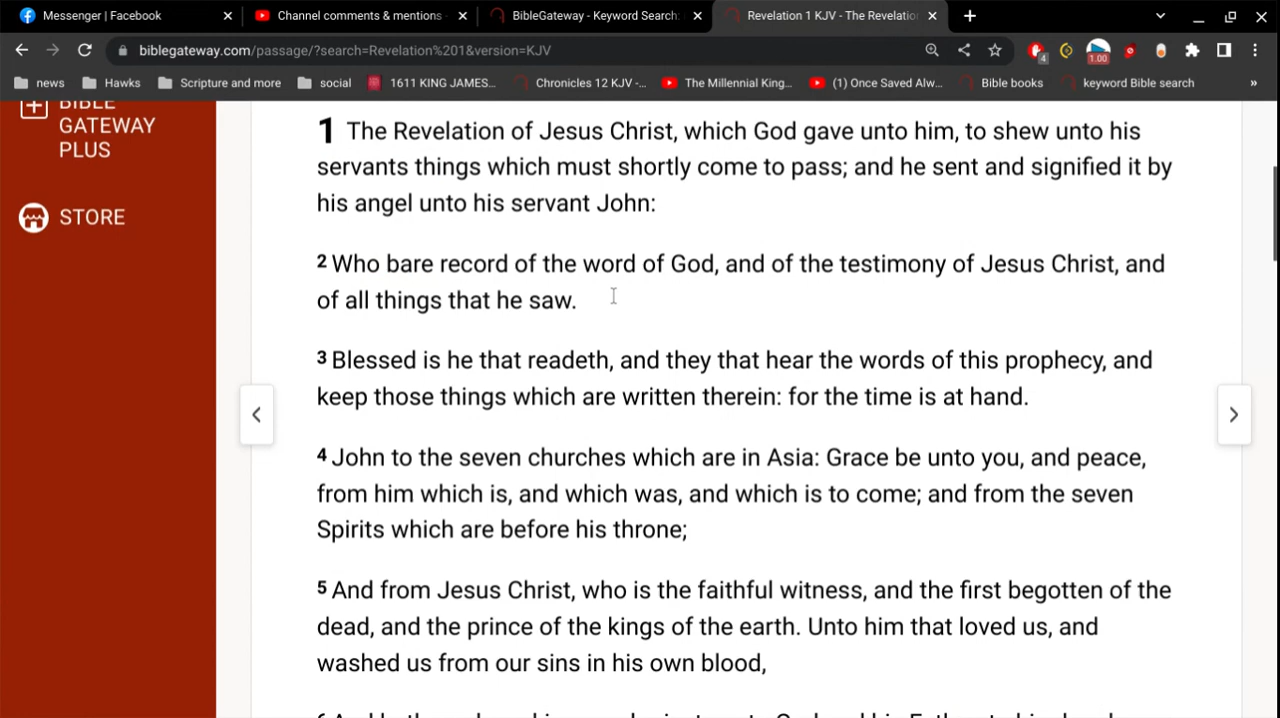 Messenger | Facebook
Channel comments & mentions
BibleGateway - Keyword Search:
Revelation 1 KJV - The Revelatio
biblegateway.com/passage/?search=Revelation%201&version=KJV
4
1.00
news
Hawks
Scripture and more
social
1611 KING JAMES...
Chronicles 12 KJV -...
The Millennial King...
(1) Once Saved Alw...
Bible books
keyword Bible search
»
BIBLE
GATEWAY
PLUS
STORE
1 The Revelation of Jesus Christ, which God gave unto him, to shew unto his
servants things which must shortly come to pass; and he sent and signified it by
his angel unto his servant John:
2 Who bare record of the word of God, and of the testimony of Jesus Christ, and
of all things that he saw.
3 Blessed is he that readeth, and they that hear the words of this prophecy, and
keep those things which are written therein: for the time is at hand.
4 John to the seven churches which are in Asia: Grace be unto you, and peace,
from him which is, and which was, and which is to come; and from the seven
Spirits which are before his throne;
5 And from Jesus Christ, who is the faithful witness, and the first begotten of the
dead, and the prince of the kings of the earth. Unto him that loved us, and
washed us from our sins in his own blood,